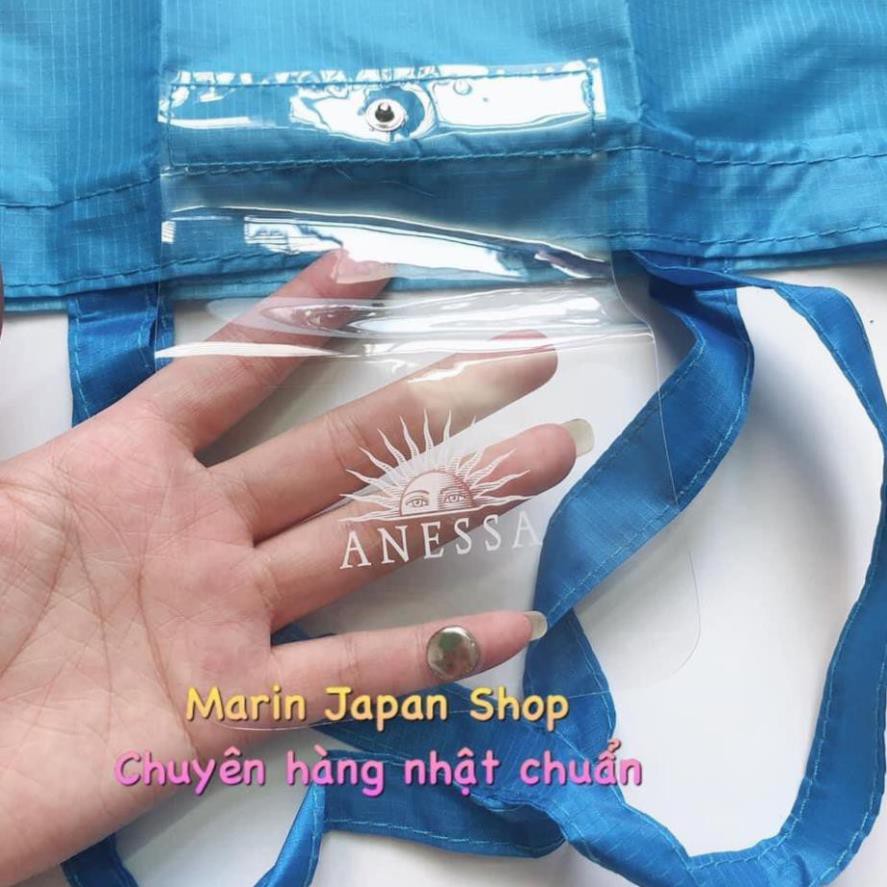 ANESSA
Marin Japan Shop
Chuyên hàng nhật chuẩn